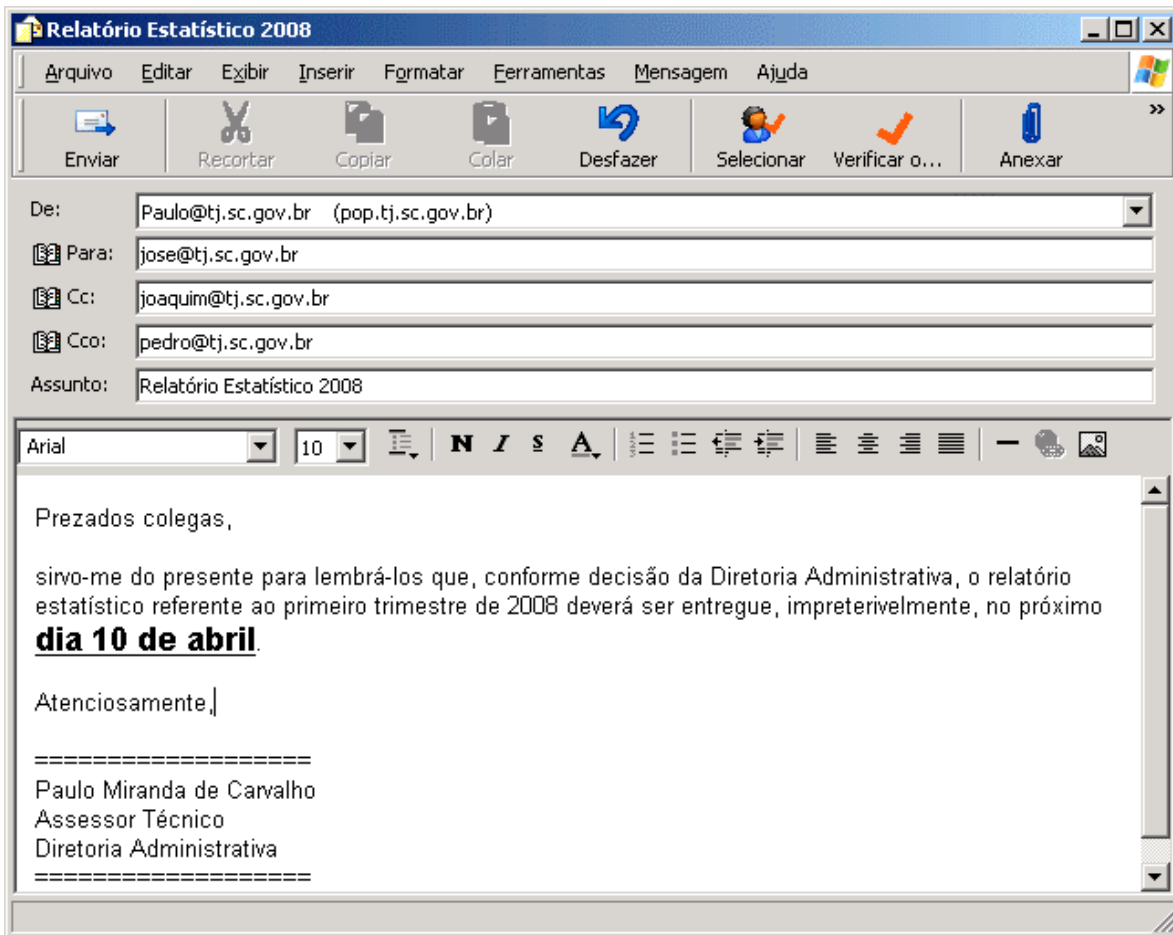 Relatório Estatístico 2008
Arquivo Editar Exibir Inserir Formatar Ferramentas Mensagem Ajuda
Enviar Recortar Copiar Colar Desfazer Selecionar Verificar o... Anexar »
De: Paulo@tj.sc.gov.br (pop.tj.sc.gov.br)
Para: jose@tj.sc.gov.br
Cc: joaquim@tj.sc.gov.br
Cco: pedro@tj.sc.gov.br
Assunto: Relatório Estatístico 2008
Arial 10 N I s A
Prezados colegas,
sirvo-me do presente para lembrá-los que, conforme decisão da Diretoria Administrativa, o relatório
estatístico referente ao primeiro trimestre de 2008 deverá ser entregue, impreterivelmente, no próximo
dia 10 de abril.
Atenciosamente,
===================
Paulo Miranda de Carvalho
Assessor Técnico
Diretoria Administrativa
===================